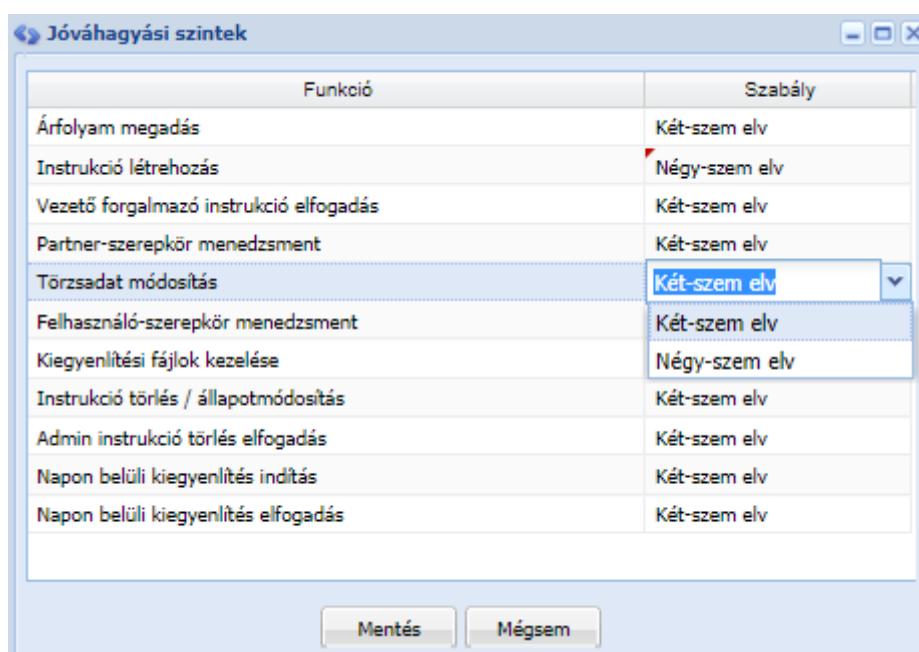 Jóváhagyási szintek
Funkció Szabály
Árfolyam megadás Két-szem elv
Instrukció létrehozás Négy-szem elv
Vezető forgalmazó instrukció elfogadás Két-szem elv
Partner-szerepkör menedzsment Két-szem elv
Törzsadat módosítás Két-szem elv
Felhasználó-szerepkör menedzsment Két-szem elv
Kiegyenlítési fájlok kezelése Négy-szem elv
Instrukció törlés / állapotmódosítás Két-szem elv
Admin instrukció törlés elfogadás Két-szem elv
Napon belüli kiegyenlítés indítás Két-szem elv
Napon belüli kiegyenlítés elfogadás Két-szem elv
Mentés Mégsem